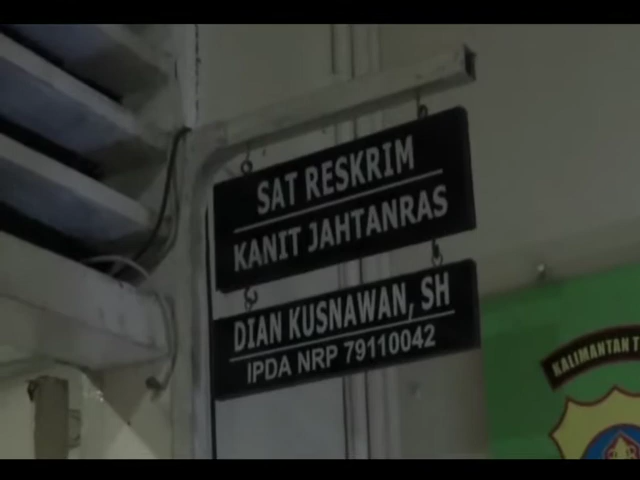 SAT RESKRIM
KANIT JAHTANRAS
DIAN KUSNAWAN, SH
IPDA NRP 79110042
KALIMANTAN T